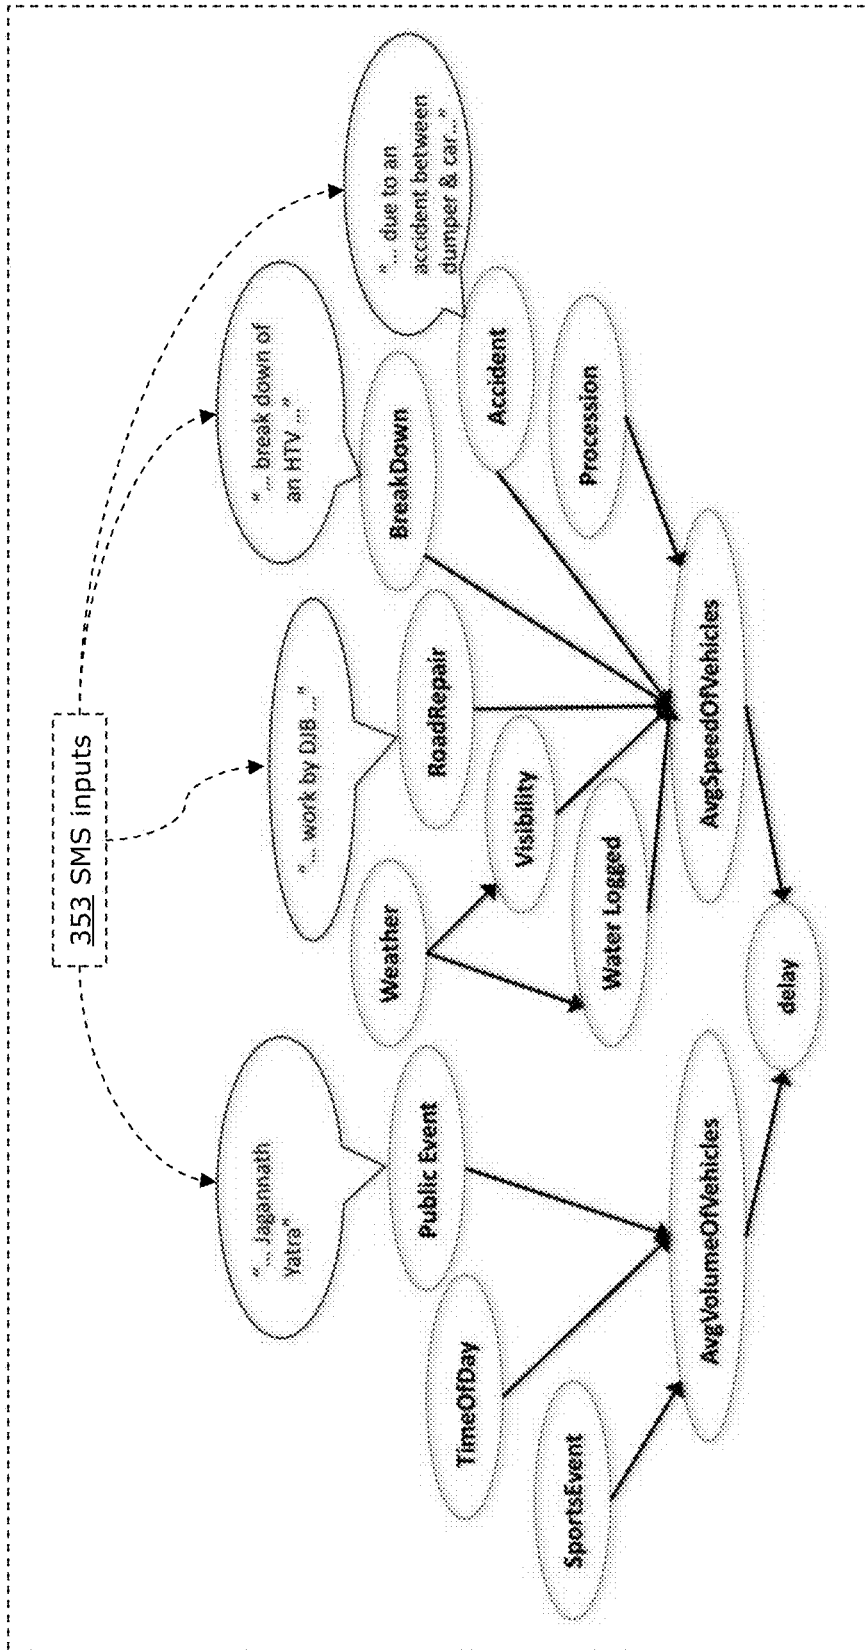 353 SMS inputs
"... Jagannath
Yatra"
"... work by DJB ..."
"... break down of
an HTV ..."
"... due to an
accident between
dumper & car..."
Public Event
Weather
RoadRepair
BreakDown
TimeOfDay
Visibility
Accident
SportsEvent
Water Logged
Procession
AvgVolumeOfVehicles
AvgSpeedOfVehicles
delay